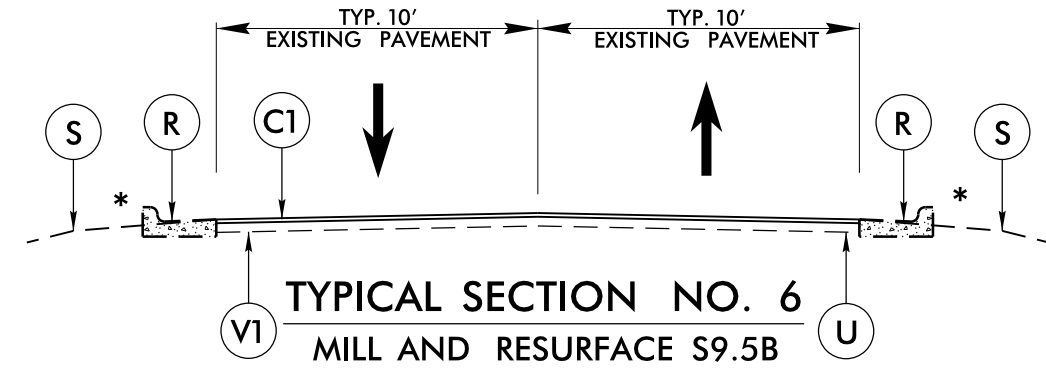 TYP. 10' TYP. 10'
EXISTING PAVEMENT EXISTING PAVEMENT
S R C1 R S
* *
TYPICAL SECTION NO. 6
V1 U
MILL AND RESURFACE S9.5B